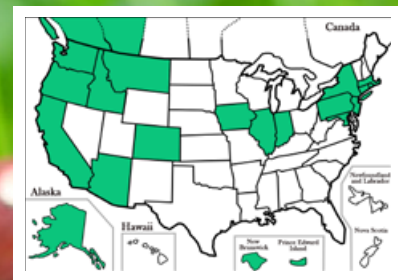 Canada
Newfoundland
and Labrador
Alaska
Hawaii
New
Brunswick
Prince Edward
Island
Nova Scotia